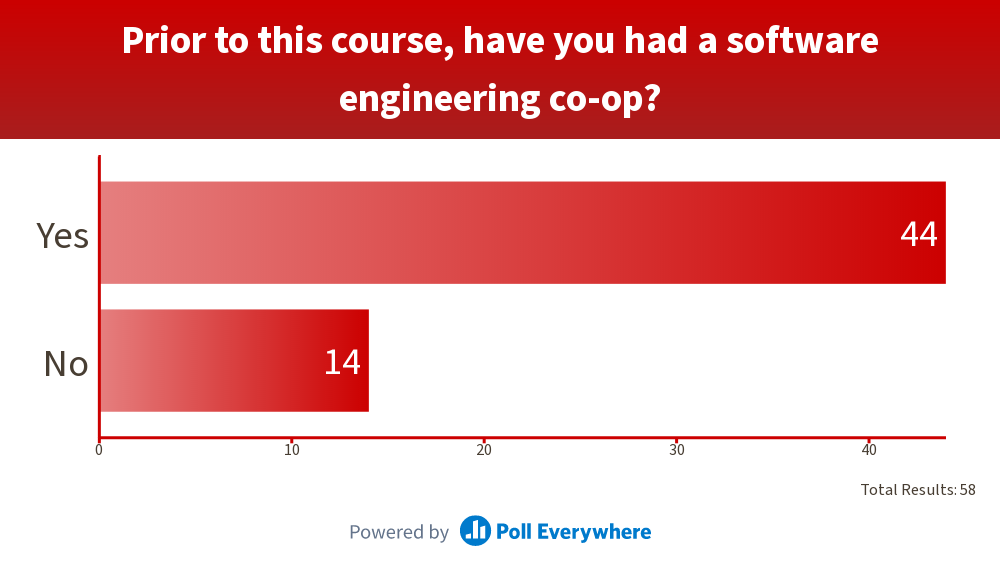 Prior to this course, have you had a software
engineering co-op?
Yes
44
No
14
0 10 20 30 40
Total Results: 58
Powered by Poll Everywhere